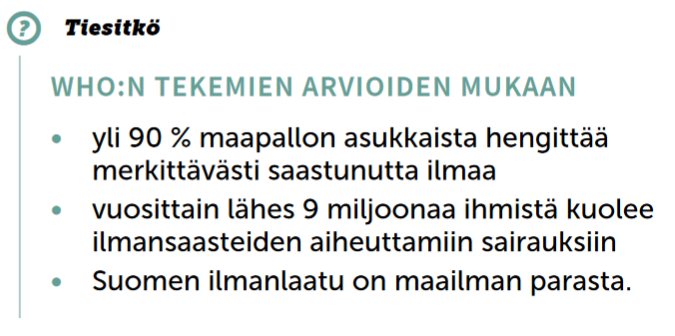 ? Tiesitkö
WHO:N TEKEMIEN ARVIOIDEN MUKAAN
• yli 90 % maapallon asukkaista hengittää
merkittävästi saastunutta ilmaa
• vuosittain lähes 9 miljoonaa ihmistä kuolee
ilmansaasteiden aiheuttamiin sairauksiin
• Suomen ilmanlaatu on maailman parasta.